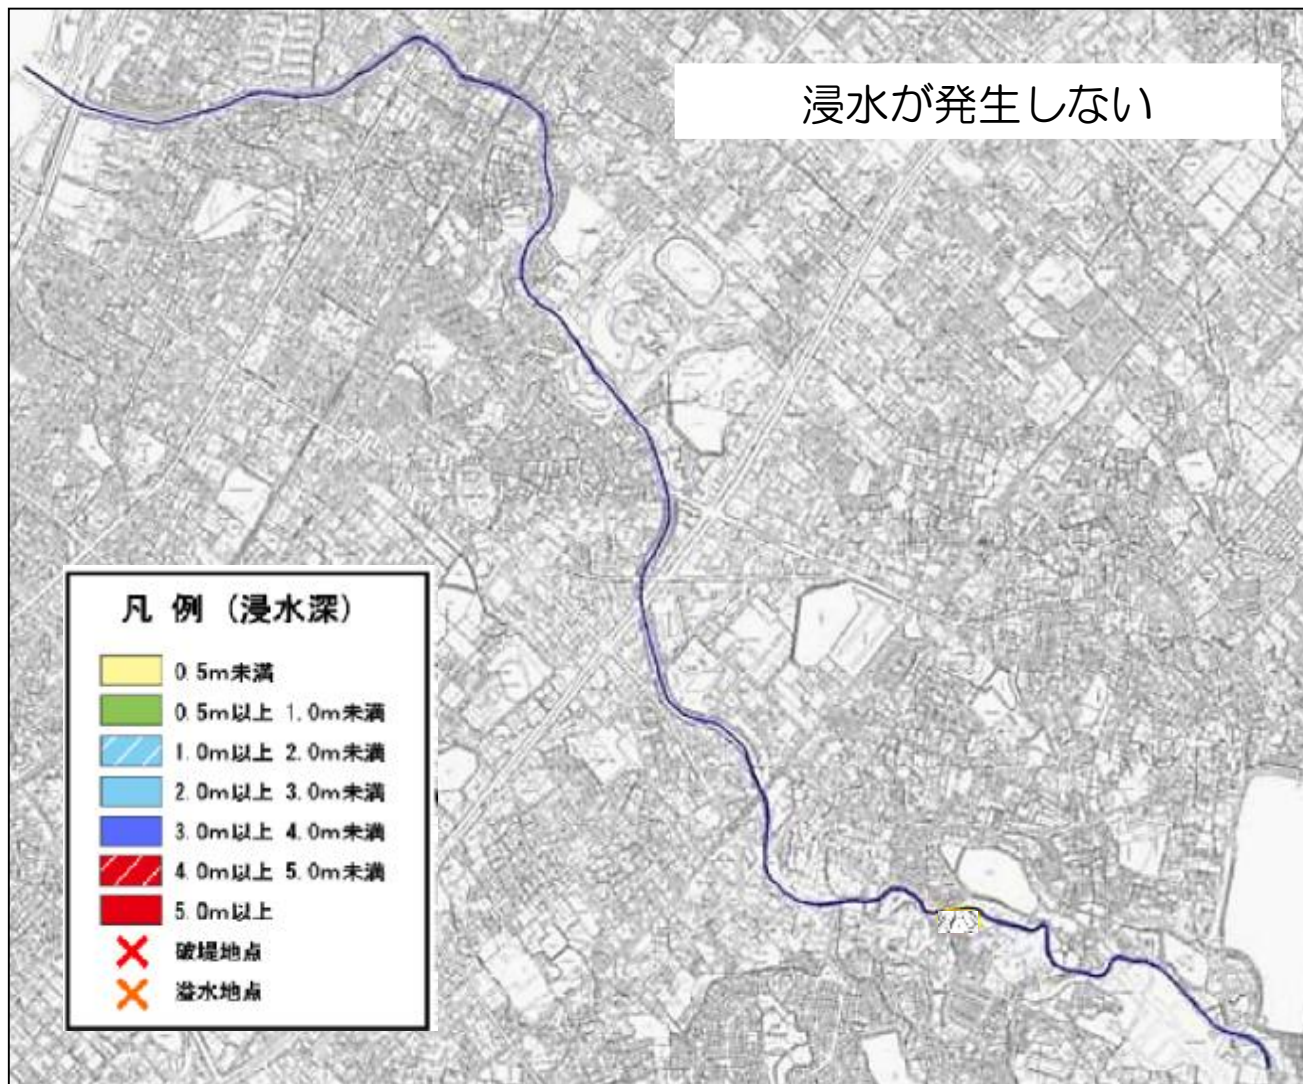 浸水が発生しない
凡 例 (浸水深)
0.5m未満
0.5m以上 1.0m未満
1.0m以上 2.0m未満
2.0m以上 3.0m未満
3.0m以上 4.0m未満
4.0m以上 5.0m未満
5.0m以上
破堤地点
溢水地点